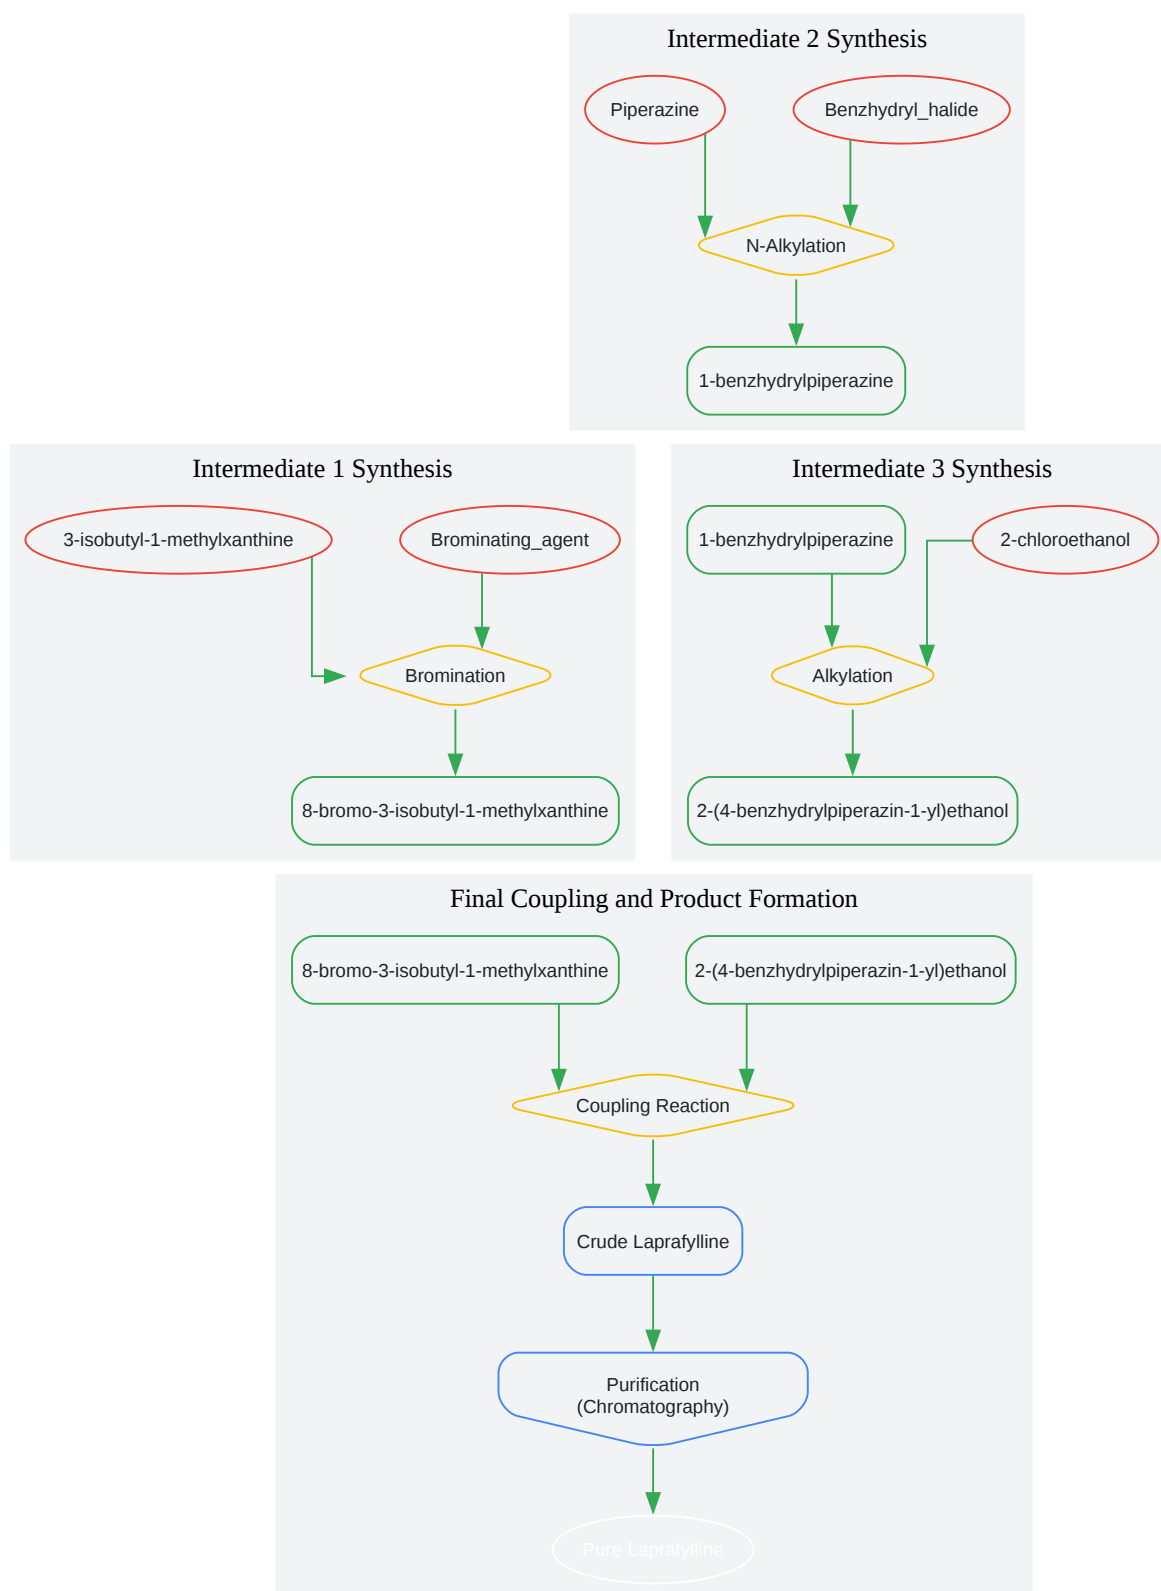 Intermediate 2 Synthesis
Piperazine
Benzhydryl_halide
N-Alkylation
1-benzhydrylpiperazine
Intermediate 1 Synthesis
3-isobutyl-1-methylxanthine
Brominating_agent
Bromination
8-bromo-3-isobutyl-1-methylxanthine
Intermediate 3 Synthesis
1-benzhydrylpiperazine
2-chloroethanol
Alkylation
2-(4-benzhydrylpiperazin-1-yl)ethanol
Final Coupling and Product Formation
8-bromo-3-isobutyl-1-methylxanthine
2-(4-benzhydrylpiperazin-1-yl)ethanol
Coupling Reaction
Crude Laprafylline
Purification
(Chromatography)
Pure Laprafylline